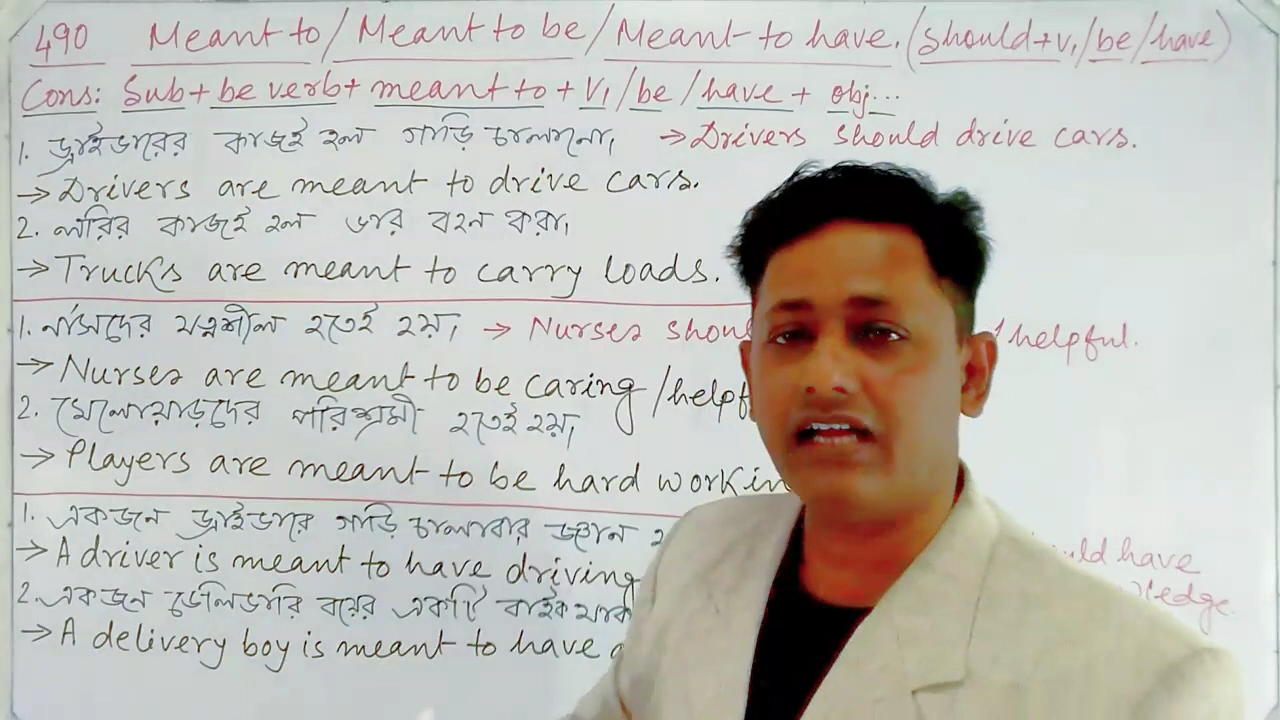 490 Meant to/Meant to be/Meant to have. (should+v₁/be/have)
Cons: Sub + be verb + meant to + V₁/be/have + obj...
1. ড্রাইভারের কাজই হল গাড়ি চালানো। → Drivers should drive cars.
→ Drivers are meant to drive cars.
2. লরির কাজই হল ভার বহন করা।
→ Trucks are meant to carry loads.
1. নার্সদের যত্নশীল হতেই হয়। → Nurses helpful.
→ Nurses are meant to be caring/
2. খেলোয়াড়দের পরিশ্রমী হতেই হয়।
→ Players are meant to be hard
1. একজন ড্রাইভারে গাড়ি চালাবার জ্ঞান
→ A driver is meant to have driving have
2. একজন ডেলিভারি বয়ের একটি বাইক
→ A delivery boy is meant to have